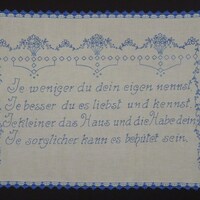 Je weniger du dein eigen nennst
Je besser du es liebst und kennst.
Je kleiner das Haus und die Habe dein
Je sorglicher kann es behütet sein.